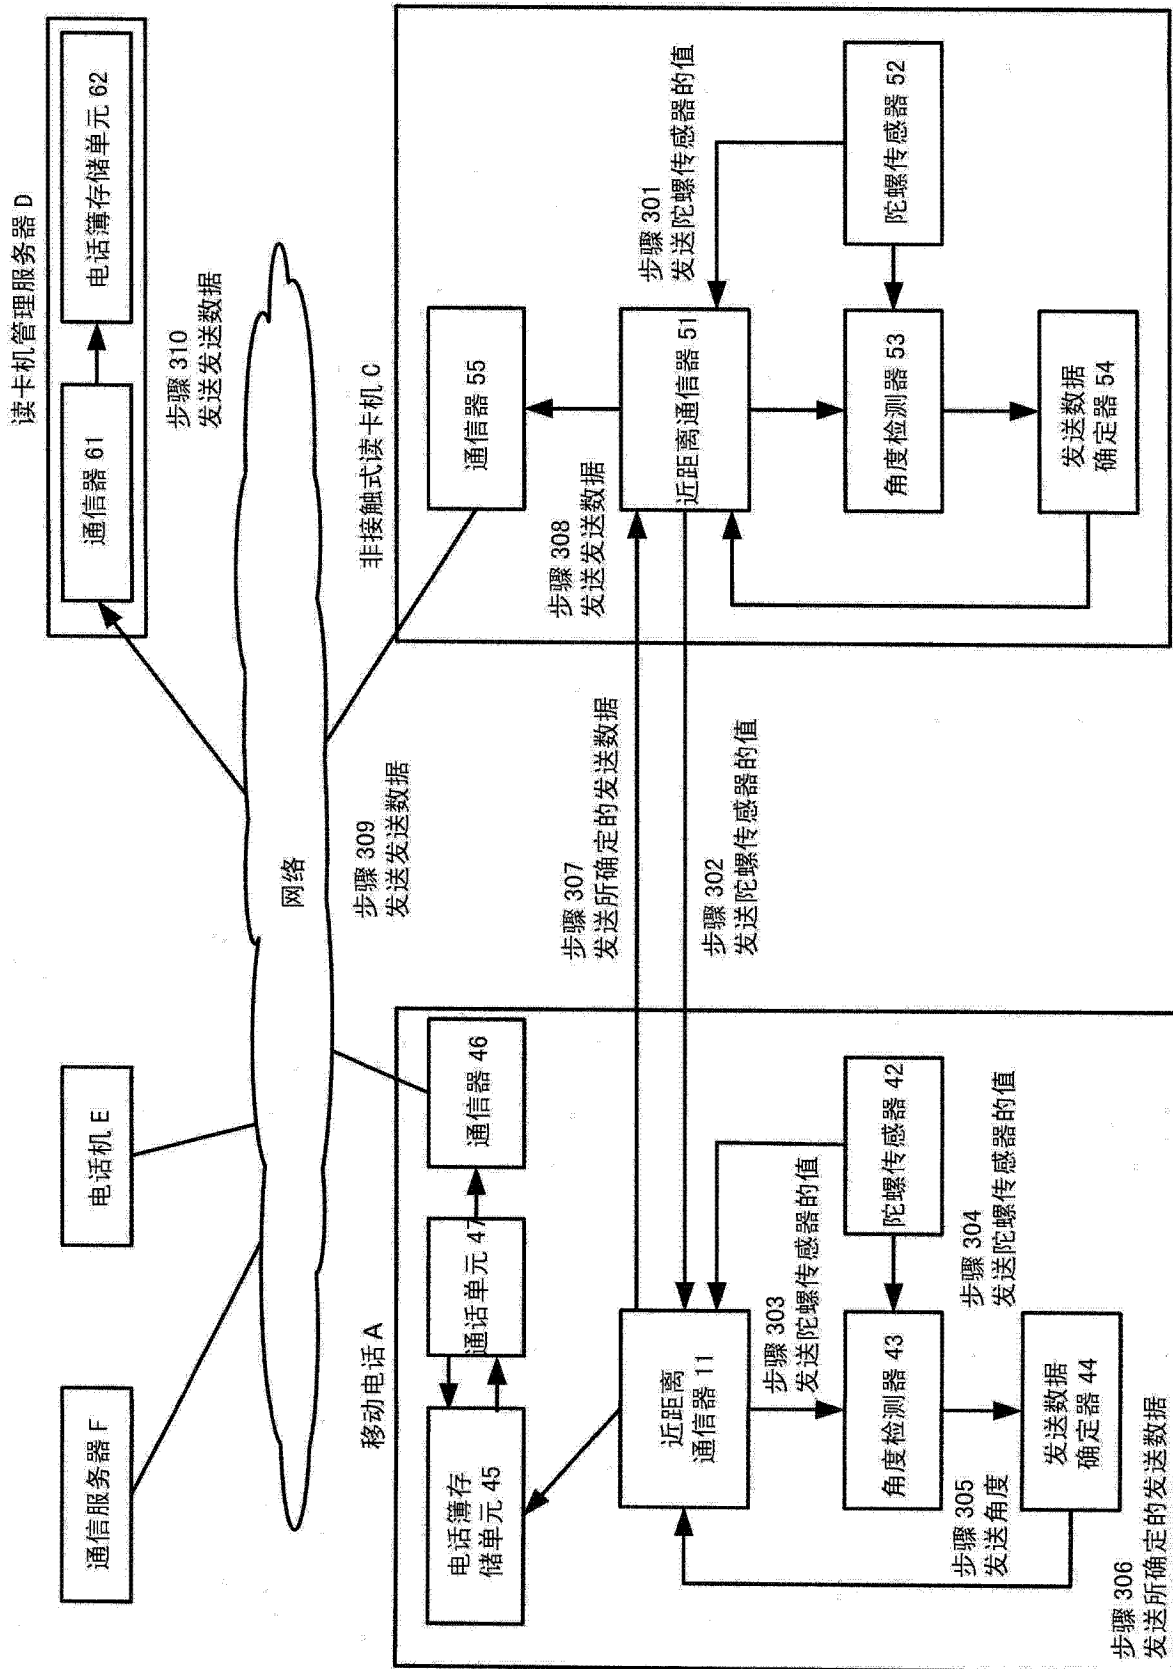 通信服务器 F
电话机 E
读卡机管理服务器 D
通信器 61
电话簿存储单元 62
步骤 310
发送发送数据
网络
步骤 309
发送发送数据
移动电话 A
电话簿存
储单元 45
通话单元 47
通信器 46
近距离
通信器 11
步骤 303
发送陀螺传感器的值
角度检测器 43
陀螺传感器 42
步骤 304
发送陀螺传感器的值
步骤 305
发送角度
发送数据
确定器 44
步骤 306
发送所确定的发送数据
步骤 307
发送所确定的发送数据
步骤 302
发送陀螺传感器的值
非接触式读卡机 C
通信器 55
步骤 308
发送发送数据
近距离通信器 51
步骤 301
发送陀螺传感器的值
角度检测器 53
陀螺传感器 52
发送数据
确定器 54